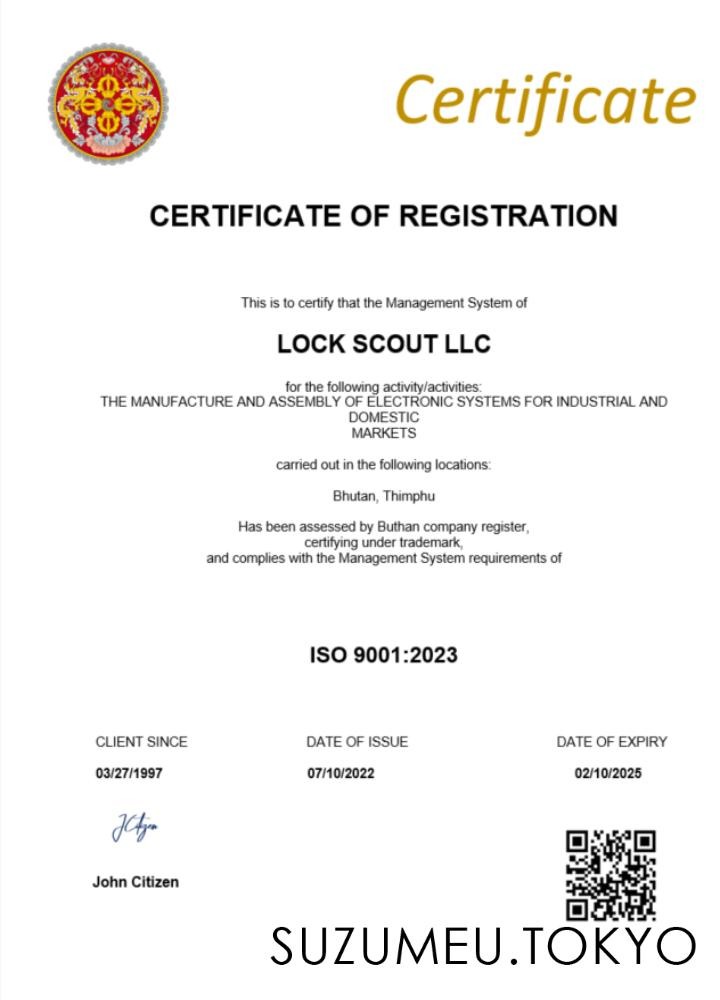 Certificate
CERTIFICATE OF REGISTRATION
This is to certify that the Management System of
LOCK SCOUT LLC
for the following activity/activities:
THE MANUFACTURE AND ASSEMBLY OF ELECTRONIC SYSTEMS FOR INDUSTRIAL AND
DOMESTIC
MARKETS
carried out in the following locations:
Bhutan, Thimphu
Has been assessed by Buthan company register,
certifying under trademark,
and complies with the Management System requirements of
ISO 9001:2023
CLIENT SINCE DATE OF ISSUE DATE OF EXPIRY
03/27/1997 07/10/2022 02/10/2025
JCitizen
John Citizen
SUZUMEU.TOKYO